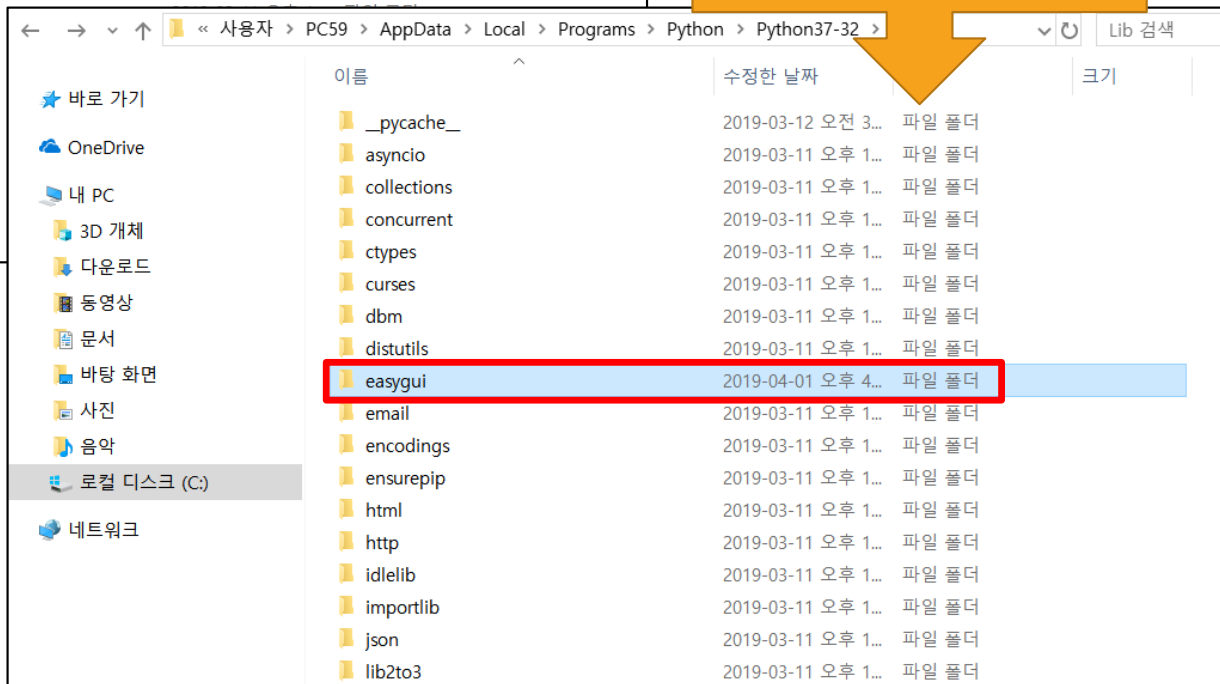 « 사용자 > PC59 > AppData > Local > Programs > Python > Python37-32 >
Lib 검색
이름 수정한 날짜 크기
바로 가기
OneDrive
내 PC
3D 개체
다운로드
동영상
문서
바탕 화면
사진
음악
로컬 디스크 (C:)
네트워크
__pycache__ 2019-03-12 오전 3... 파일 폴더
asyncio 2019-03-11 오후 1... 파일 폴더
collections 2019-03-11 오후 1... 파일 폴더
concurrent 2019-03-11 오후 1... 파일 폴더
ctypes 2019-03-11 오후 1... 파일 폴더
curses 2019-03-11 오후 1... 파일 폴더
dbm 2019-03-11 오후 1... 파일 폴더
distutils 2019-03-11 오후 1... 파일 폴더
easygui 2019-04-01 오후 4... 파일 폴더
email 2019-03-11 오후 1... 파일 폴더
encodings 2019-03-11 오후 1... 파일 폴더
ensurepip 2019-03-11 오후 1... 파일 폴더
html 2019-03-11 오후 1... 파일 폴더
http 2019-03-11 오후 1... 파일 폴더
idlelib 2019-03-11 오후 1... 파일 폴더
importlib 2019-03-11 오후 1... 파일 폴더
json 2019-03-11 오후 1... 파일 폴더
lib2to3 2019-03-11 오후 1... 파일 폴더